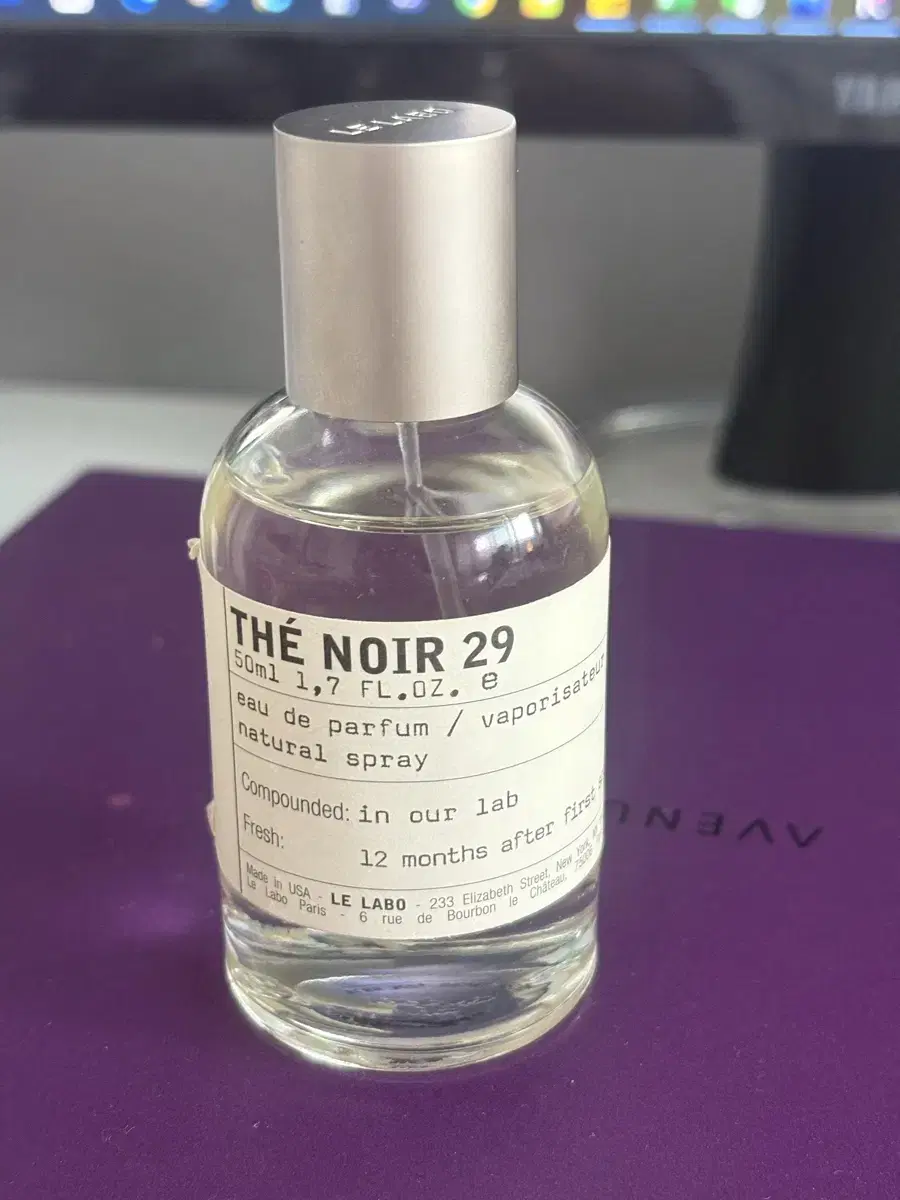 LE LABO
THÉ NOIR 29
50ml 1,7 FL.OZ. e
eau de parfum / vaporisateur
natural spray
Compounded: in our lab
Fresh:
12 months after first
Made in USA - LE LABO - 233 Elizabeth Street, New York,
Le Labo Paris - 6 rue de Bourbon le Château, 75006
AVENU